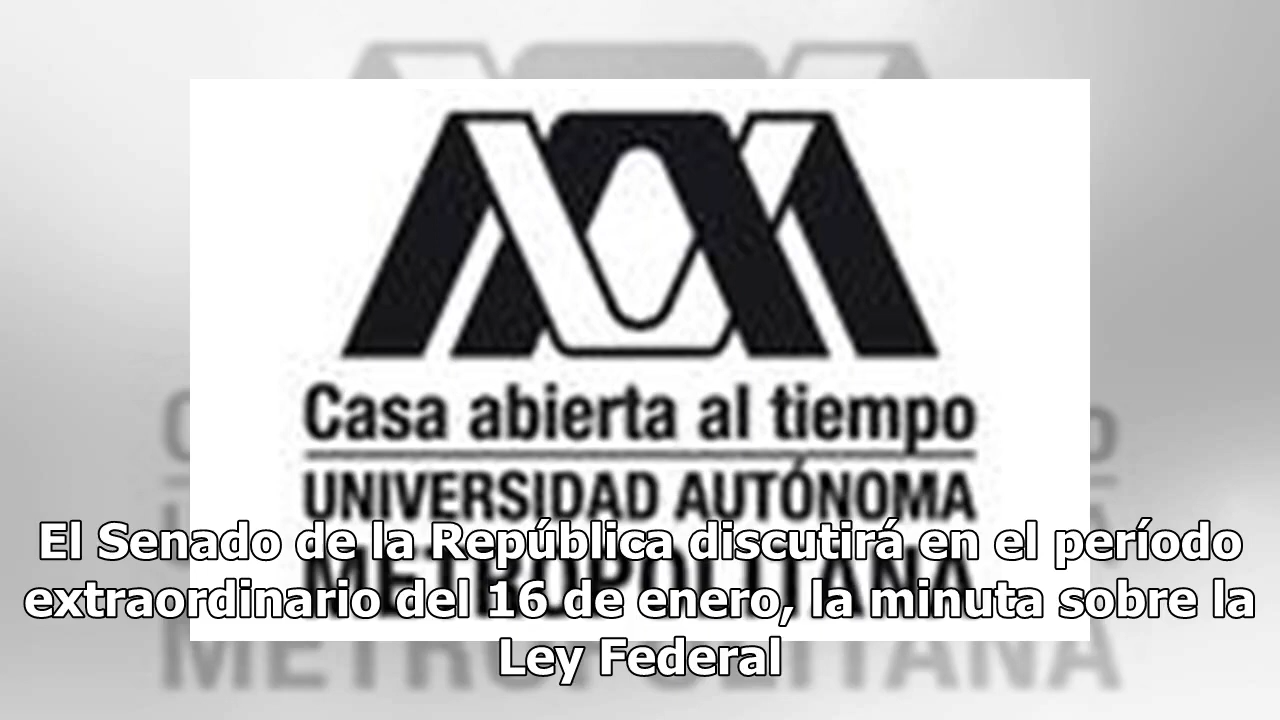 Casa abierta al tiempo
UNIVERSIDAD AUTÓNOMA
METROPOLITANA
El Senado de la República discutirá en el período
extraordinario del 16 de enero, la minuta sobre la
Ley Federal